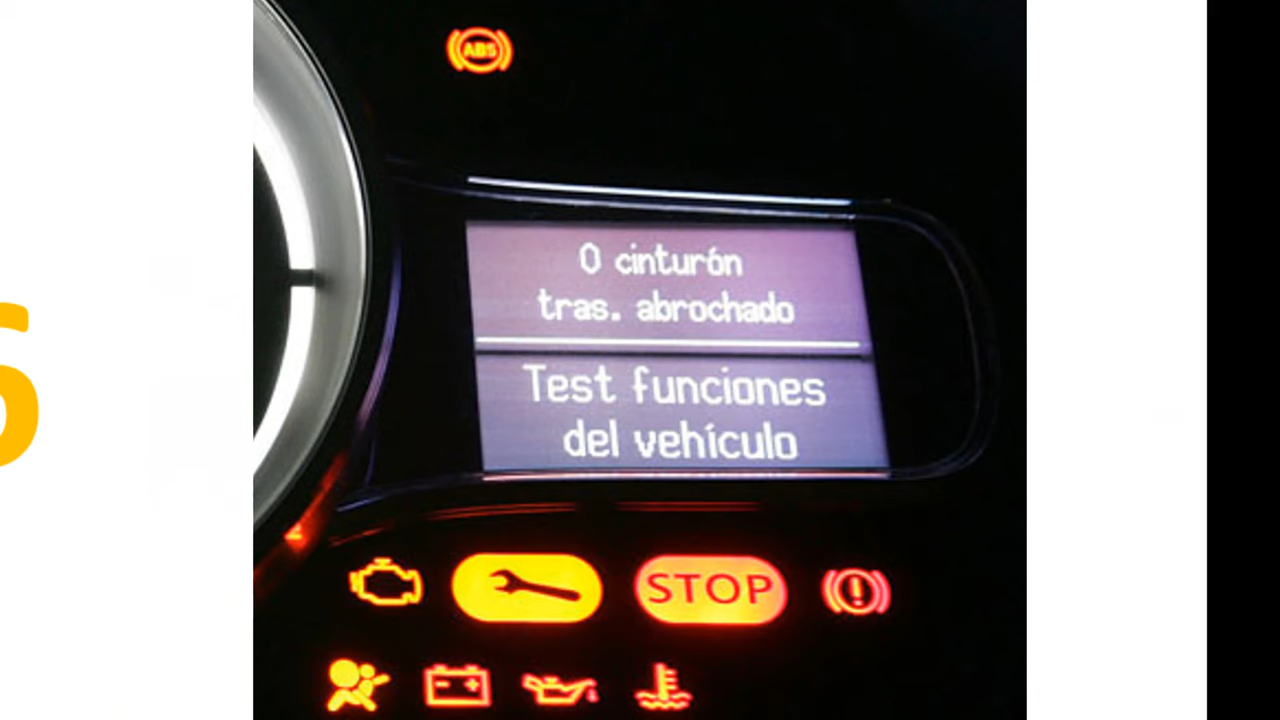 ABS
0 cinturón
tras. abrochado
Test funciones
del vehículo
STOP